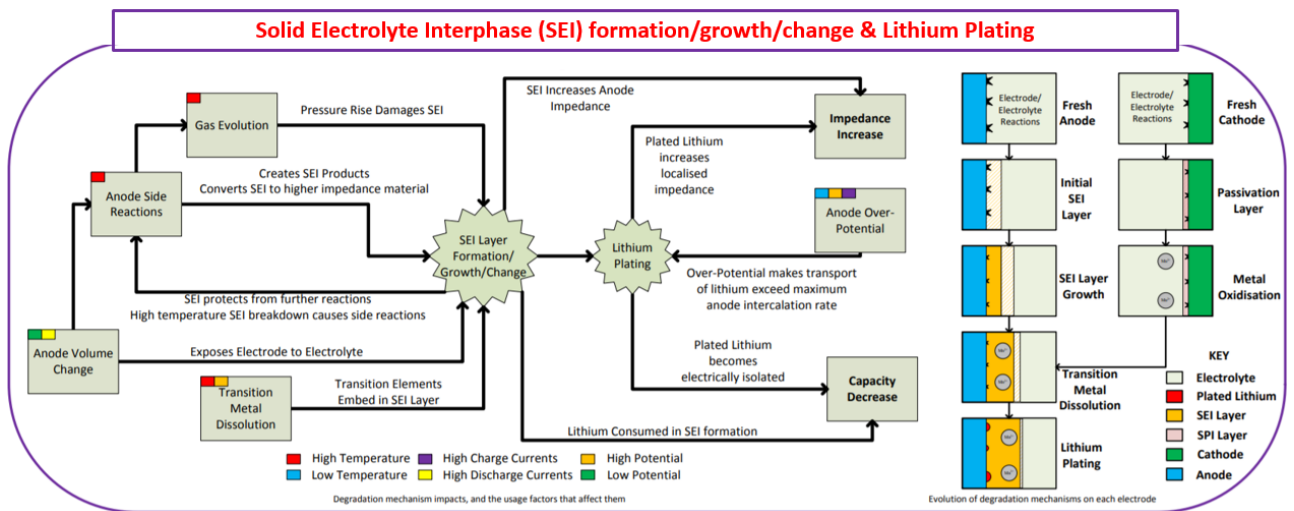 Solid Electrolyte Interphase (SEI) formation/growth/change & Lithium Plating
Gas Evolution
Pressure Rise Damages SEI
SEI Increases Anode
Impedance
Impedance
Increase
Anode Side
Reactions
Creates SEI Products
Converts SEI to higher impedance material
Plated Lithium
increases
localised
impedance
Anode Over-
Potential
SEI Layer
Formation/
Growth/Change
Lithium
Plating
Over-Potential makes transport
of lithium exceed maximum
anode intercalation rate
SEI protects from further reactions
High temperature SEI breakdown causes side reactions
Anode Volume
Change
Exposes Electrode to Electrolyte
Transition
Metal
Dissolution
Transition Elements
Embed in SEI Layer
Plated Lithium
becomes
electrically isolated
Capacity
Decrease
Lithium Consumed in SEI formation
High Temperature
High Charge Currents
High Potential
Low Temperature
High Discharge Currents
Low Potential
Degradation mechanism impacts, and the usage factors that affect them
Electrode/
Electrolyte
Reactions
Fresh
Anode
Electrode/
Electrolyte
Reactions
Fresh
Cathode
Initial
SEI
Layer
Passivation
Layer
SEI Layer
Growth
Metal
Oxidisation
Transition
Metal
Dissolution
Lithium
Plating
KEY
Electrolyte
Plated Lithium
SEI Layer
SPI Layer
Cathode
Anode
Evolution of degradation mechanisms on each electrode